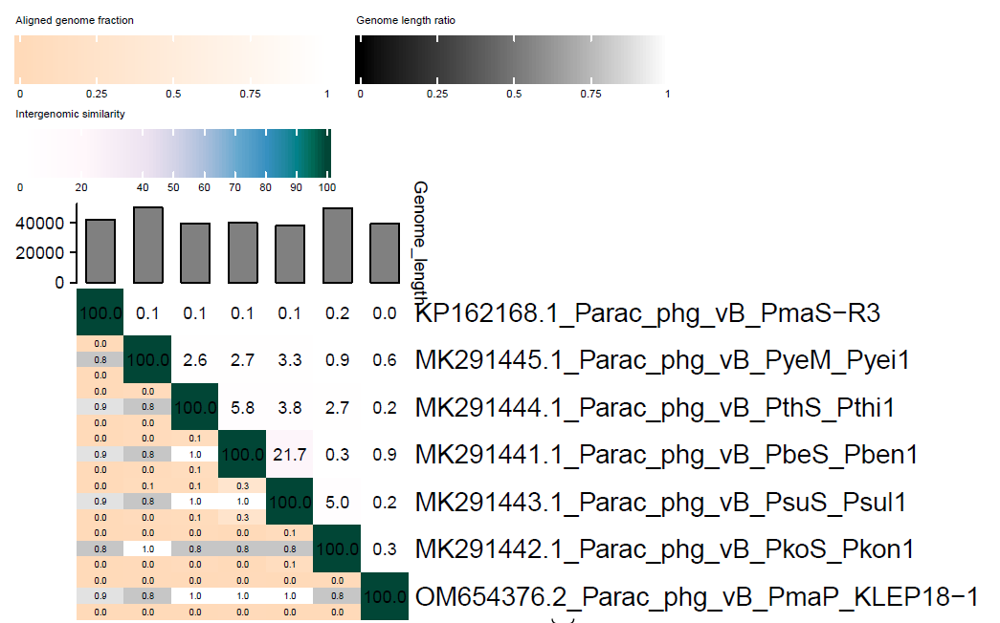 Aligned genome fraction
Genome length ratio
0 0.25 0.5 0.75 1
0 0.25 0.5 0.75 1
Intergenomic similarity
0 20 40 50 60 70 80 90 100
Genome_length
40000
20000
0
100.0 0.1 0.1 0.1 0.1 0.2 0.0 KP162168.1_Parac_phg_vB_PmaS−R3
0.0
0.8 100.0 2.6 2.7 3.3 0.9 0.6 MK291445.1_Parac_phg_vB_PyeM_Pyei1
0.0
0.0 0.0
0.9 0.8 100.0 5.8 3.8 2.7 0.2 MK291444.1_Parac_phg_vB_PthS_Pthi1
0.0 0.0
0.0 0.0 0.1
0.9 0.8 1.0 100.0 21.7 0.3 0.9 MK291441.1_Parac_phg_vB_PbeS_Pben1
0.0 0.0 0.1
0.0 0.1 0.1 0.3
0.9 0.8 1.0 1.0 100.0 5.0 0.2 MK291443.1_Parac_phg_vB_PsuS_Psul1
0.0 0.0 0.1 0.3
0.0 0.0 0.0 0.0 0.1
0.8 1.0 0.8 0.8 0.8 100.0 0.3 MK291442.1_Parac_phg_vB_PkoS_Pkon1
0.0 0.0 0.0 0.0 0.1
0.0 0.0 0.0 0.0 0.0 0.0
0.9 0.8 1.0 1.0 1.0 0.8 100.0 OM654376.2_Parac_phg_vB_PmaP_KLEP18−1
0.0 0.0 0.0 0.0 0.0 0.0